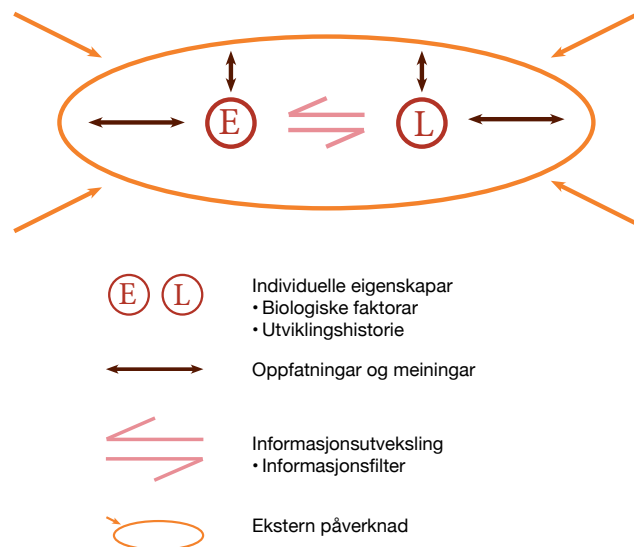 E L
E L
Individuelle eigenskapar
• Biologiske faktorar
• Utviklingshistorie
Oppfatningar og meiningar
Informasjonsutveksling
• Informasjonsfilter
Ekstern påverknad